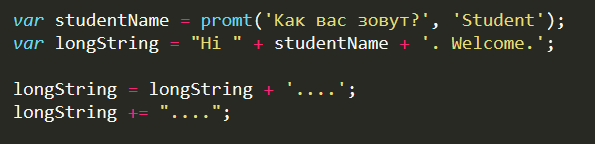 var studentName = promt('Как вас зовут?', 'Student');
var longString = "Hi " + studentName + '. Welcome.';
longString = longString + '....';
longString += "....";